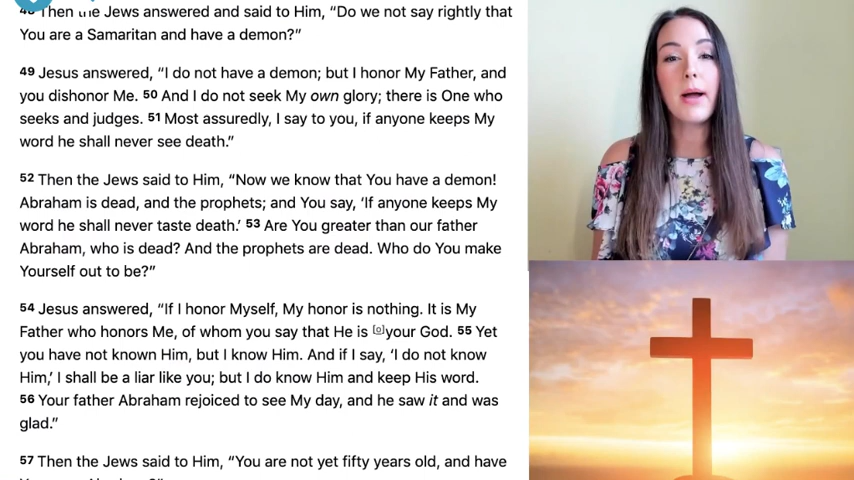 48 Then the Jews answered and said to Him, “Do we not say rightly that
You are a Samaritan and have a demon?”
49 Jesus answered, “I do not have a demon; but I honor My Father, and
you dishonor Me. 50 And I do not seek My own glory; there is One who
seeks and judges. 51 Most assuredly, I say to you, if anyone keeps My
word he shall never see death.”
52 Then the Jews said to Him, “Now we know that You have a demon!
Abraham is dead, and the prophets; and You say, ‘If anyone keeps My
word he shall never taste death.’ 53 Are You greater than our father
Abraham, who is dead? And the prophets are dead. Who do You make
Yourself out to be?”
54 Jesus answered, “If I honor Myself, My honor is nothing. It is My
Father who honors Me, of whom you say that He is [o]your God. 55 Yet
you have not known Him, but I know Him. And if I say, ‘I do not know
Him,’ I shall be a liar like you; but I do know Him and keep His word.
56 Your father Abraham rejoiced to see My day, and he saw it and was
glad.”
57 Then the Jews said to Him, “You are not yet fifty years old, and have